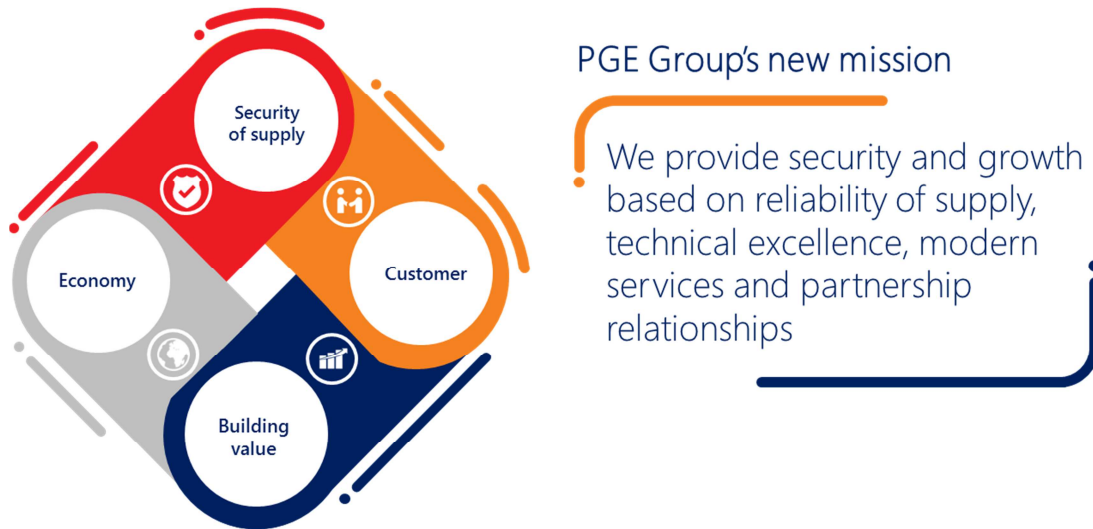 Security
of supply
Customer
Economy
Building
value
PGE Group's new mission
We provide security and growth
based on reliability of supply,
technical excellence, modern
services and partnership
relationships